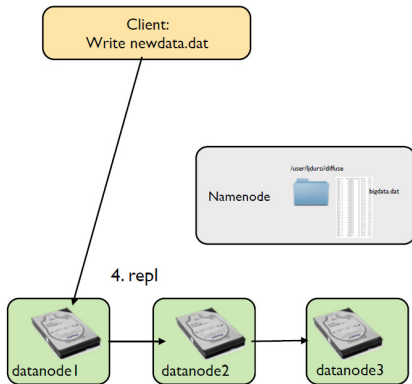 Client:
Write newdata.dat
/user/ljdursi/diffuse
Namenode
bigdata.dat
4. repl
datanode1
datanode2
datanode3